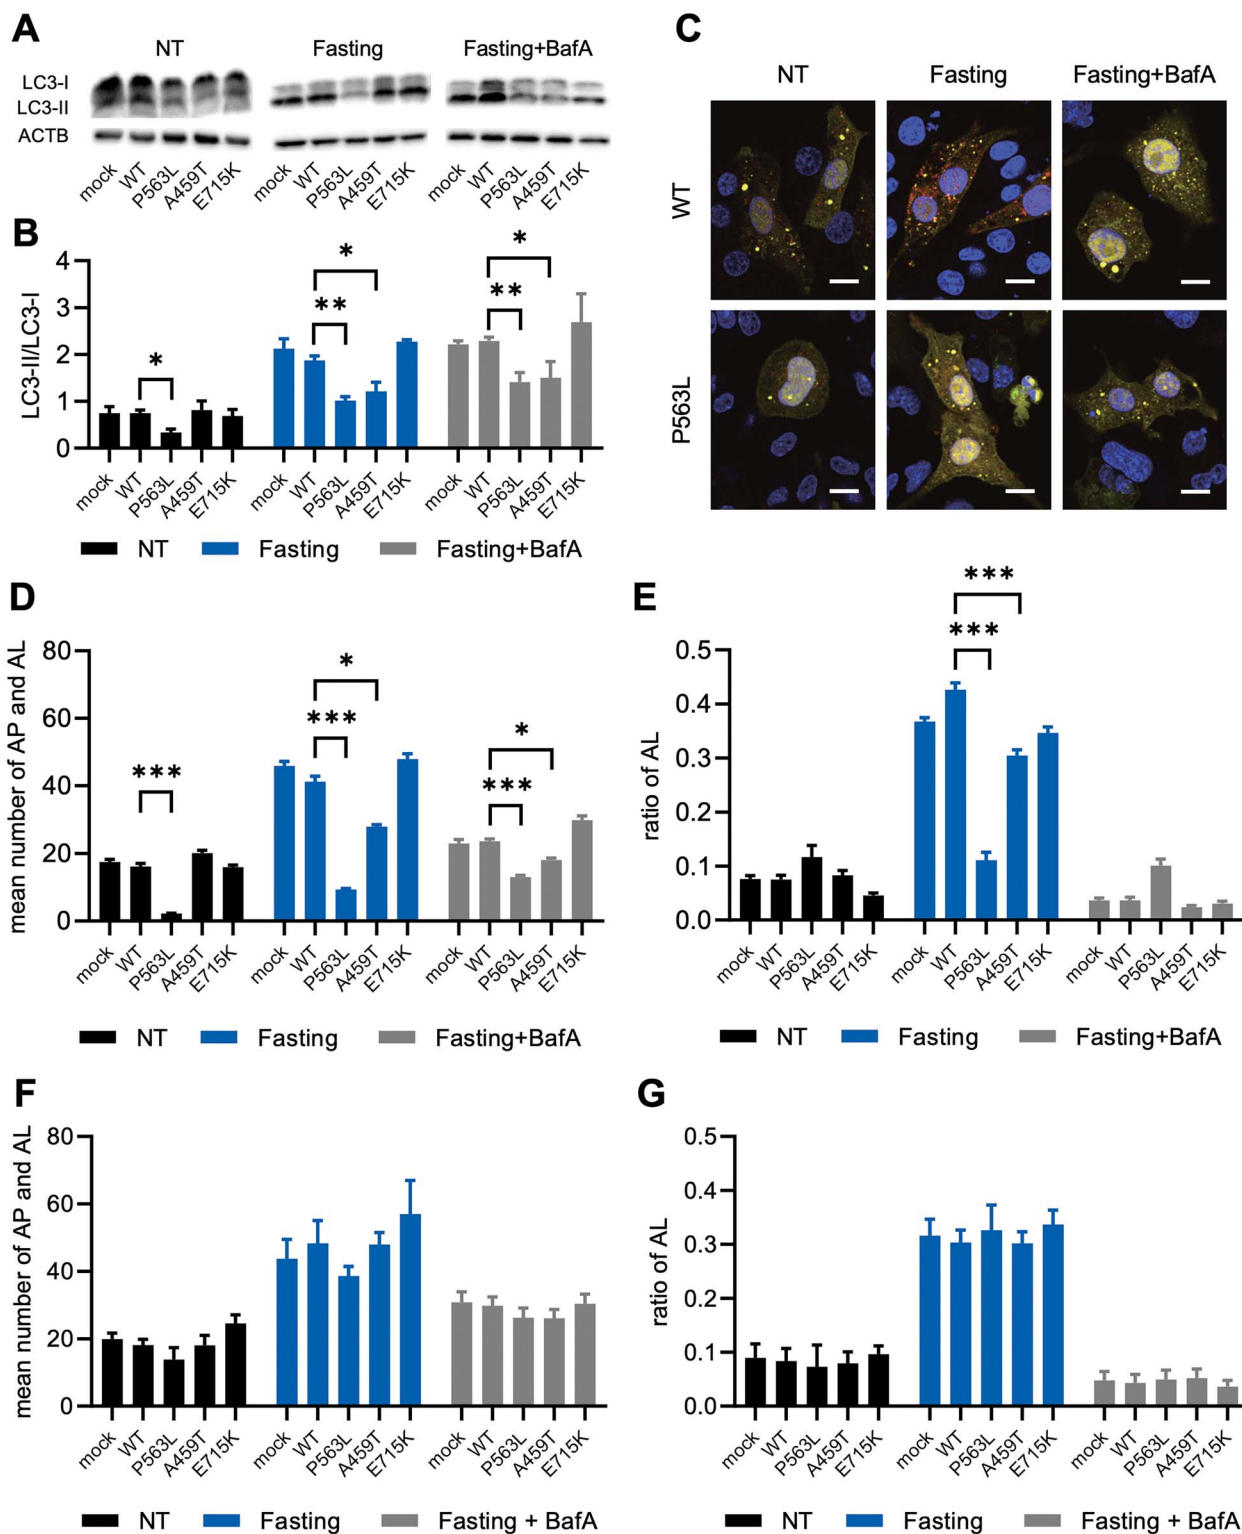 A
NT Fasting Fasting+BafA
LC3-I
LC3-II
ACTB
mock WT P563L A459T E715K mock WT P563L A459T E715K mock WT P563L A459T E715K
B
LC3-II/LC3-I
4
3
2
1
0
* ** * ** *
mock WT P563L A459T E715K mock WT P563L A459T E715K mock WT P563L A459T E715K
NT Fasting Fasting+BafA
C
NT Fasting Fasting+BafA
WT
P563L
D
mean number of AP and AL
80
60
40
20
0
*** *** * *** *
mock WT P563L A459T E715K mock WT P563L A459T E715K mock WT P563L A459T E715K
NT Fasting Fasting+BafA
E
ratio of AL
0.5
0.4
0.3
0.2
0.1
0.0
***
***
mock WT P563L A459T E715K mock WT P563L A459T E715K mock WT P563L A459T E715K
NT Fasting Fasting+BafA
F
mean number of AP and AL
80
60
40
20
0
mock WT P563L A459T E715K mock WT P563L A459T E715K mock WT P563L A459T E715K
NT Fasting Fasting + BafA
G
ratio of AL
0.5
0.4
0.3
0.2
0.1
0.0
mock WT P563L A459T E715K mock WT P563L A459T E715K mock WT P563L A459T E715K
NT Fasting Fasting + BafA